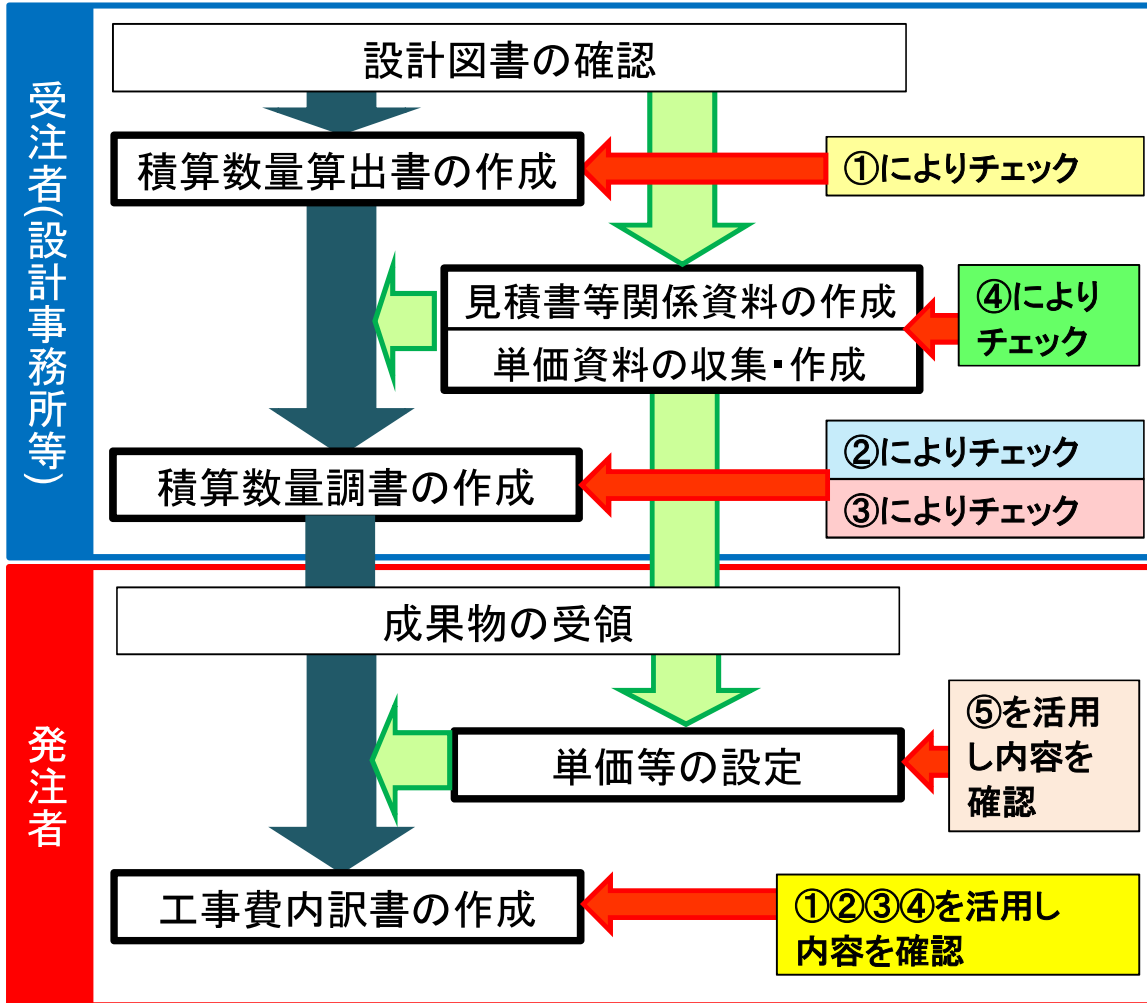 受注者(設計事務所等)
設計図書の確認
積算数量算出書の作成
①によりチェック
見積書等関係資料の作成
単価資料の収集・作成
④により
チェック
積算数量調書の作成
②によりチェック
③によりチェック
発注者
成果物の受領
単価等の設定
⑤を活用
し内容を
確認
工事費内訳書の作成
①②③④を活用し
内容を確認